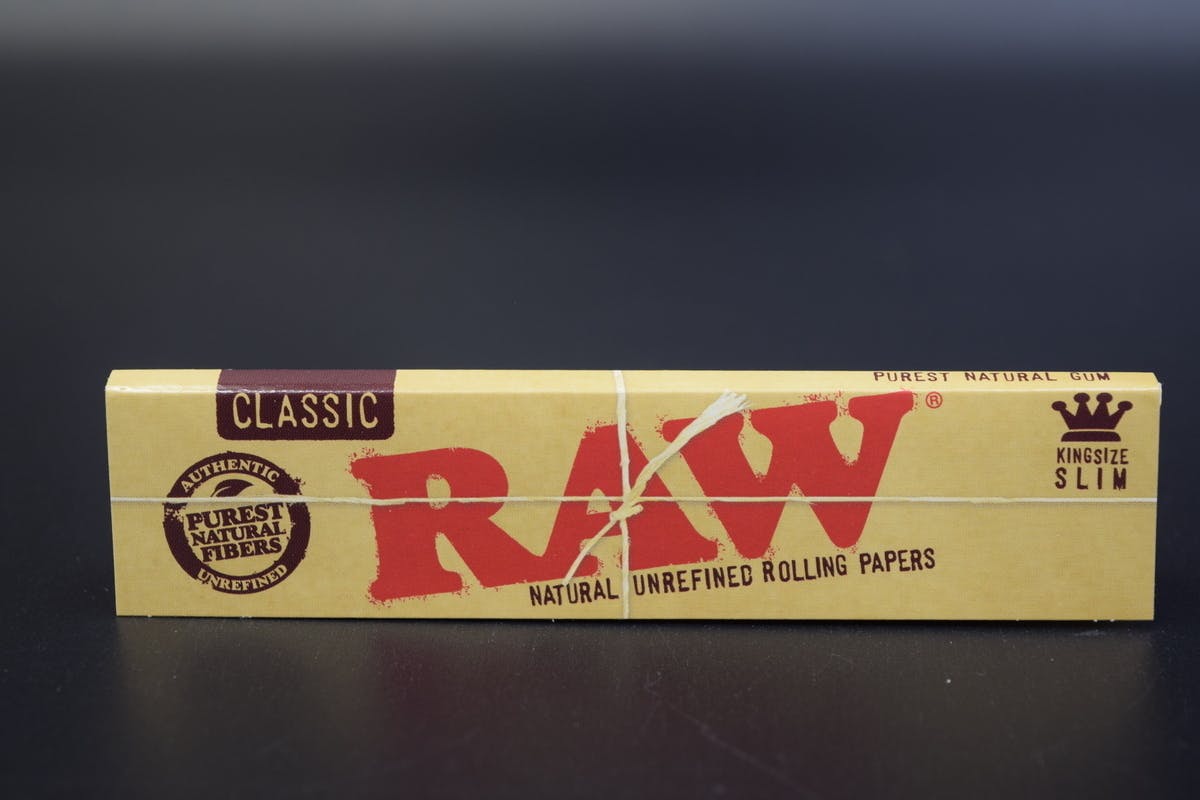 PUREST NATURAL GUM
CLASSIC
RAW®
KINGSIZE
SLIM
AUTHENTIC
PUREST
NATURAL
FIBERS
UNREFINED
NATURAL UNREFINED ROLLING PAPERS